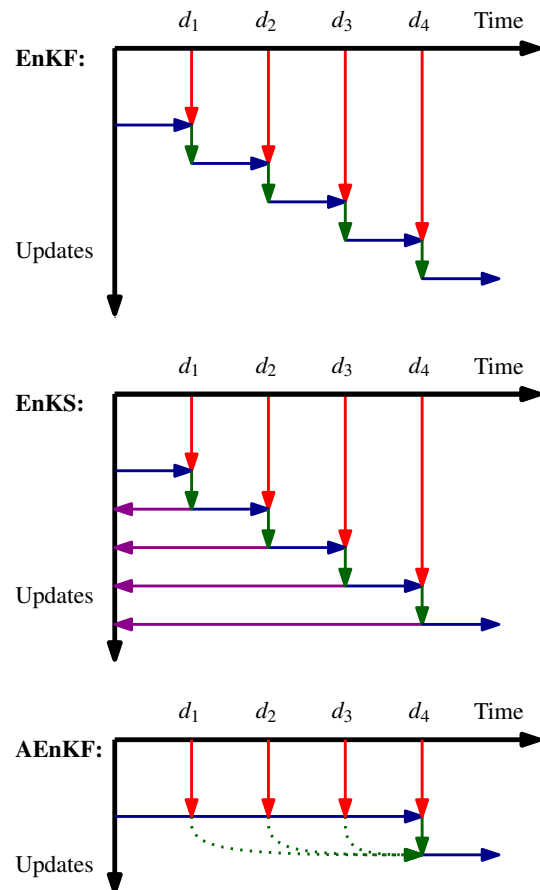 d₁ d₂ d₃ d₄ Time
EnKF:
Updates
d₁ d₂ d₃ d₄ Time
EnKS:
Updates
d₁ d₂ d₃ d₄ Time
AEnKF:
Updates